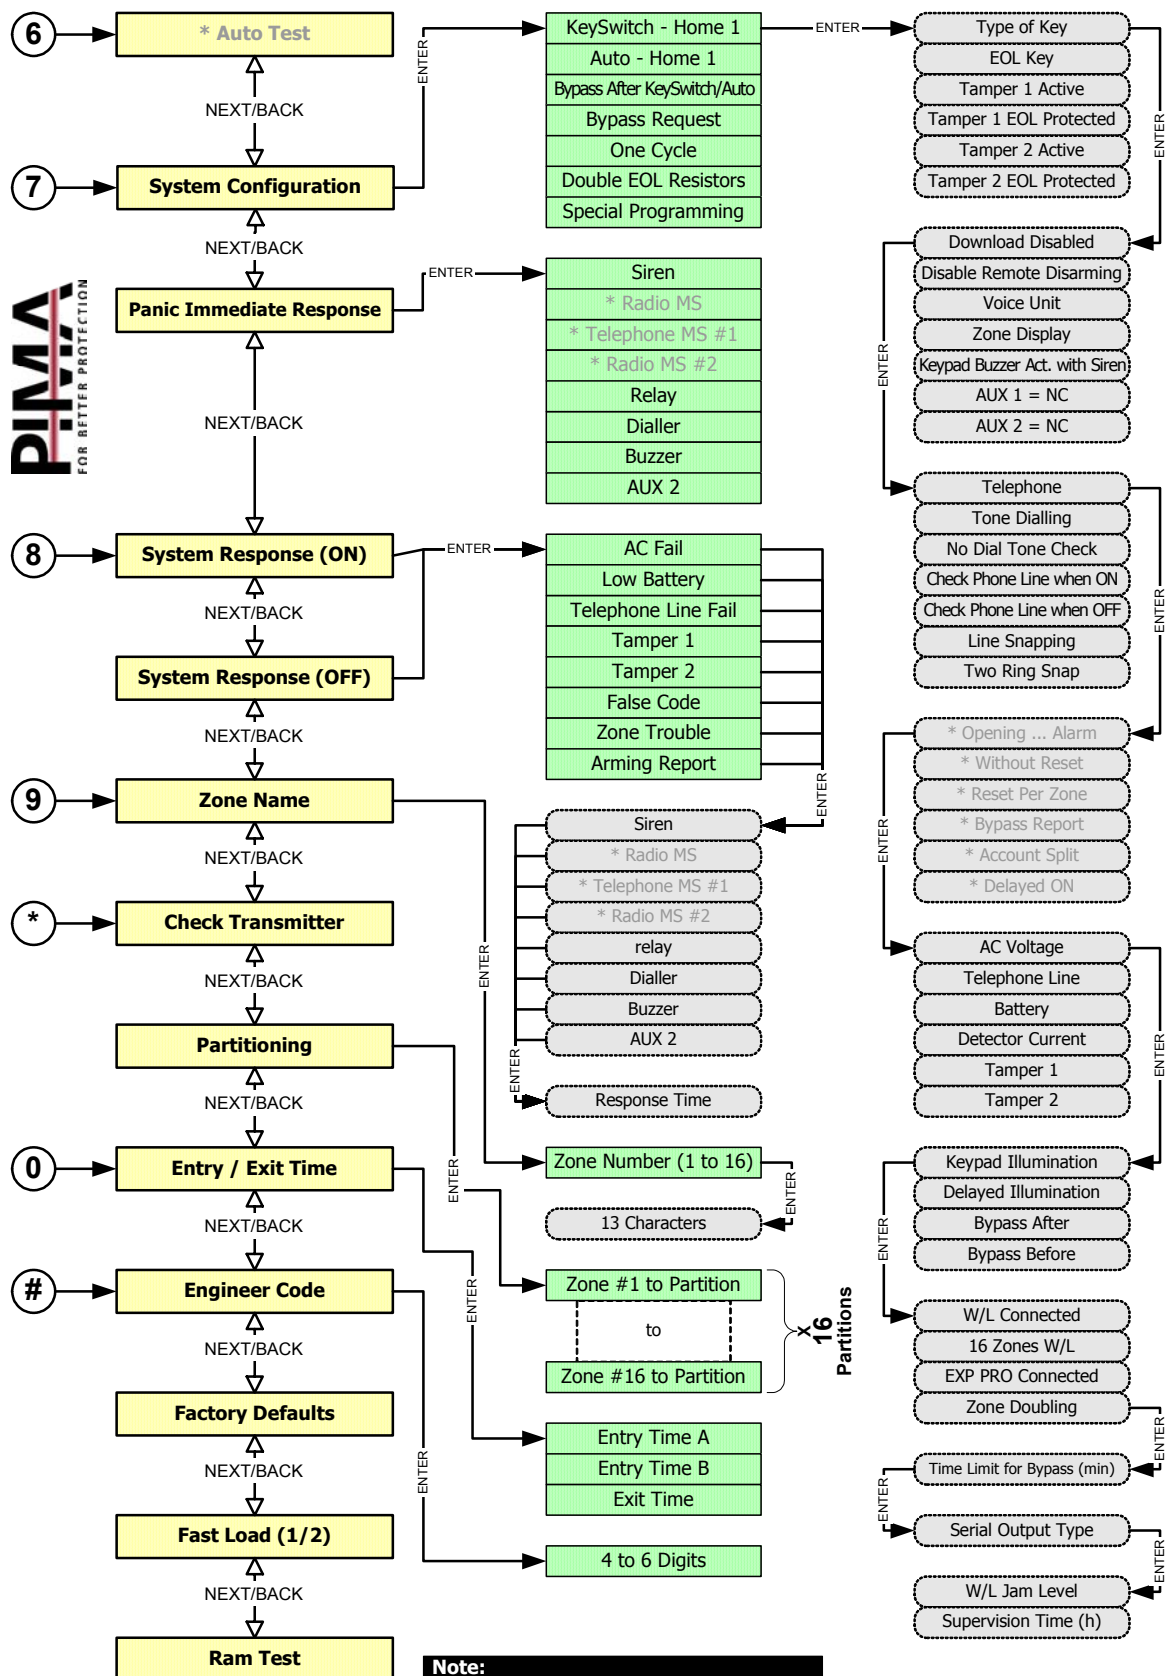 6
* Auto Test
NEXT/BACK
7
System Configuration
NEXT/BACK
Panic Immediate Response
NEXT/BACK
PIMA
FOR BETTER PROTECTION
8
System Response (ON)
NEXT/BACK
System Response (OFF)
NEXT/BACK
9
Zone Name
NEXT/BACK
*
Check Transmitter
NEXT/BACK
Partitioning
NEXT/BACK
0
Entry / Exit Time
NEXT/BACK
#
Engineer Code
NEXT/BACK
Factory Defaults
NEXT/BACK
Fast Load (1/2)
NEXT/BACK
Ram Test
ENTER
KeySwitch - Home 1
Auto - Home 1
Bypass After KeySwitch/Auto
Bypass Request
One Cycle
Double EOL Resistors
Special Programming
ENTER
Siren
* Radio MS
* Telephone MS #1
* Radio MS #2
Relay
Dialler
Buzzer
AUX 2
ENTER
AC Fail
Low Battery
Telephone Line Fail
Tamper 1
Tamper 2
False Code
Zone Trouble
Arming Report
ENTER
Siren
* Radio MS
* Telephone MS #1
* Radio MS #2
relay
Dialler
Buzzer
AUX 2
ENTER
Response Time
ENTER
Zone Number (1 to 16)
ENTER
13 Characters
ENTER
Zone #1 to Partition
to
Zone #16 to Partition
x
16
Partitions
ENTER
Entry Time A
Entry Time B
Exit Time
ENTER
4 to 6 Digits
Note:
ENTER
Type of Key
EOL Key
Tamper 1 Active
Tamper 1 EOL Protected
Tamper 2 Active
Tamper 2 EOL Protected
ENTER
Download Disabled
Disable Remote Disarming
Voice Unit
Zone Display
Keypad Buzzer Act. with Siren
AUX 1 = NC
AUX 2 = NC
ENTER
Telephone
Tone Dialling
No Dial Tone Check
Check Phone Line when ON
Check Phone Line when OFF
Line Snapping
Two Ring Snap
ENTER
* Opening ... Alarm
* Without Reset
* Reset Per Zone
* Bypass Report
* Account Split
* Delayed ON
ENTER
AC Voltage
Telephone Line
Battery
Detector Current
Tamper 1
Tamper 2
ENTER
Keypad Illumination
Delayed Illumination
Bypass After
Bypass Before
ENTER
W/L Connected
16 Zones W/L
EXP PRO Connected
Zone Doubling
ENTER
Time Limit for Bypass (min)
ENTER
Serial Output Type
ENTER
W/L Jam Level
Supervision Time (h)